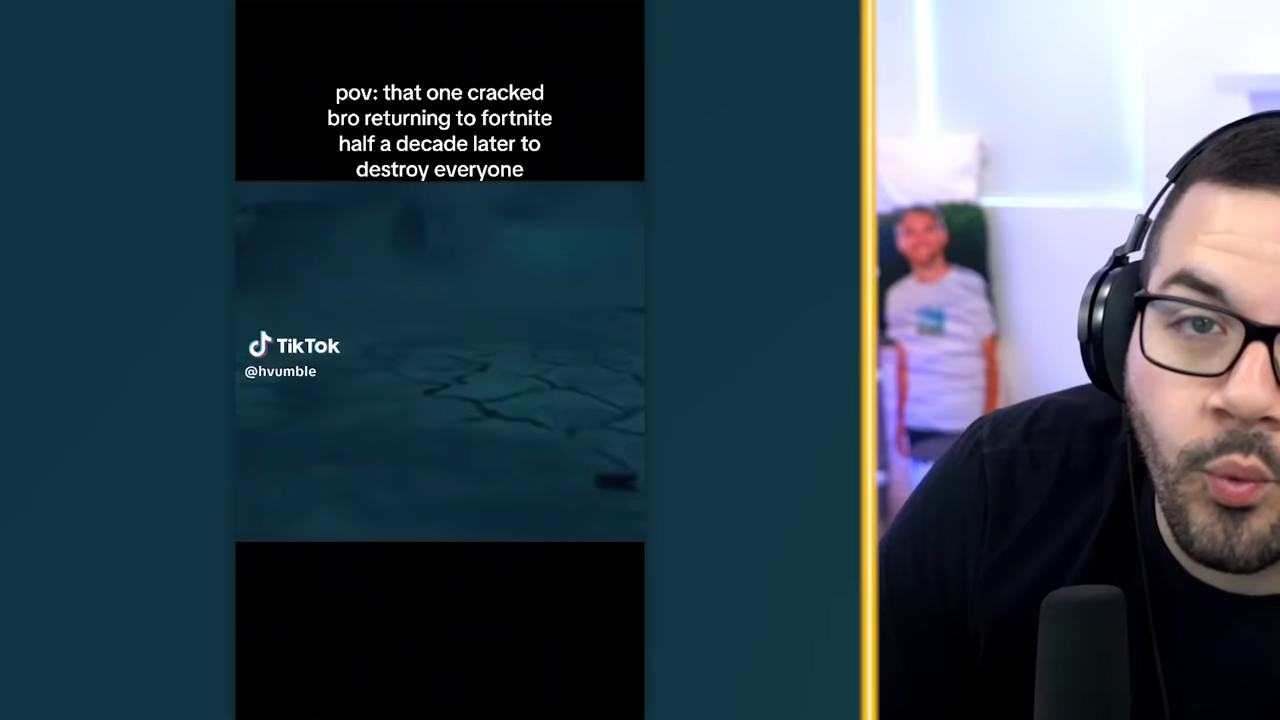 pov: that one cracked
bro returning to fortnite
half a decade later to
destroy everyone
TikTok
@hvumble